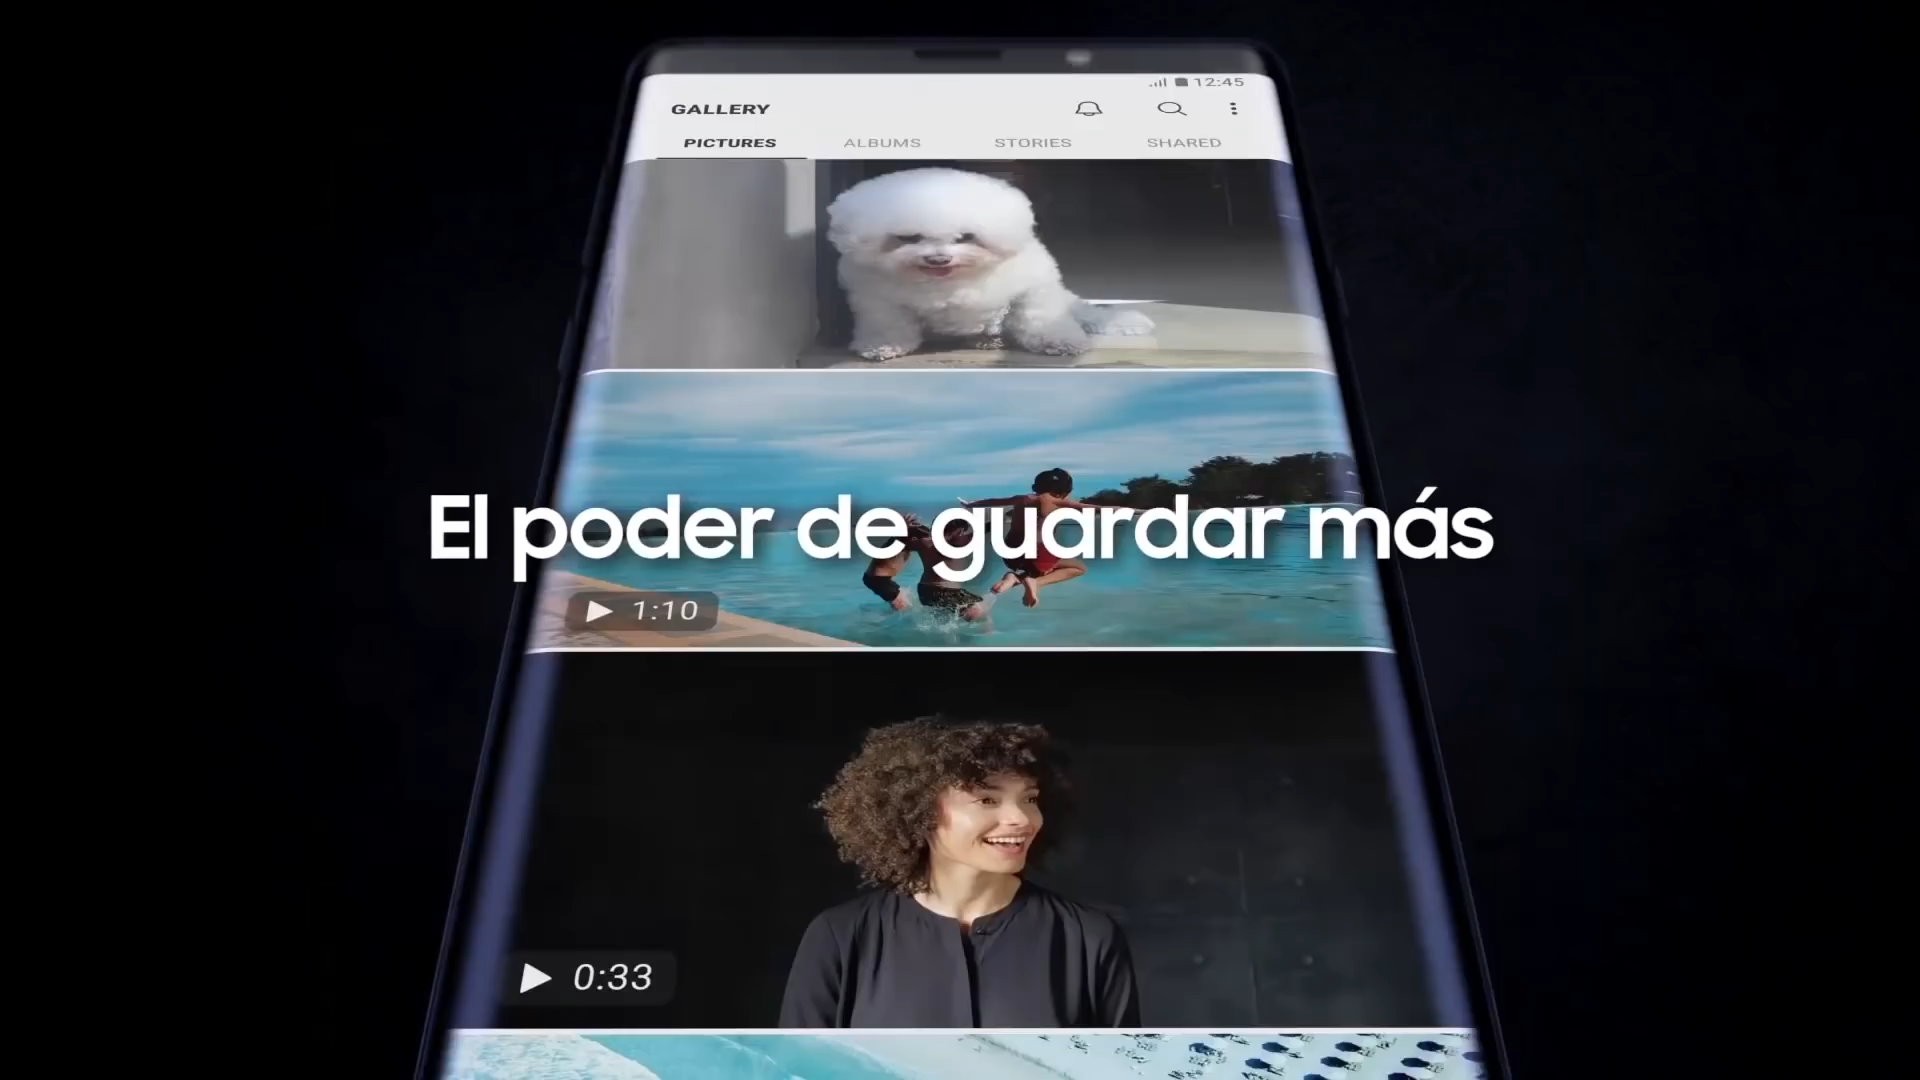 12:45
GALLERY
PICTURES ALBUMS STORIES SHARED
El poder de guardar más
1:10
0:33